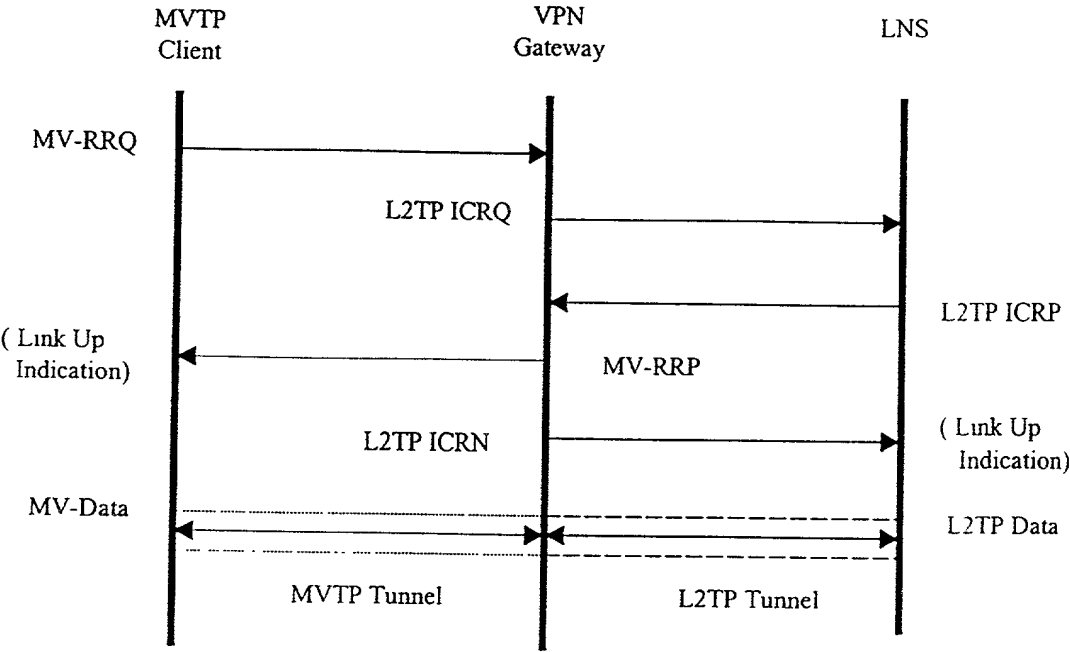 MVTP
Client
VPN
Gateway
LNS
MV-RRQ
L2TP ICRQ
L2TP ICRP
( Link Up
Indication)
MV-RRP
L2TP ICRN
( Link Up
Indication)
MV-Data
L2TP Data
MVTP Tunnel
L2TP Tunnel